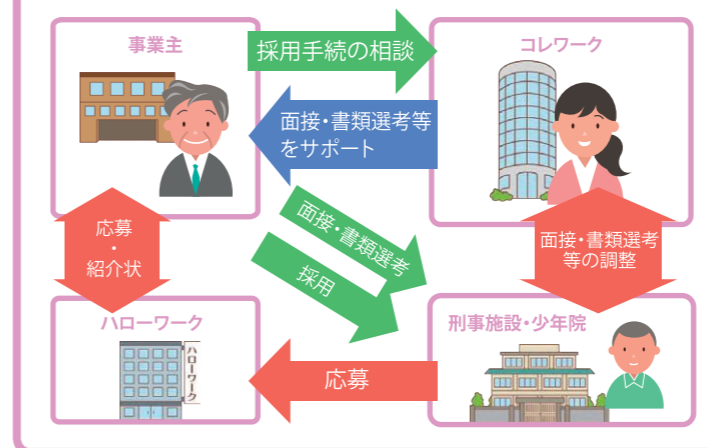 事業主
採用手続の相談
コレワーク
面接・書類選考等
をサポート
応募
・
紹介状
面接・書類選考
採用
面接・書類選考
等の調整
ハローワーク
ハローワーク
応募
刑事施設・少年院